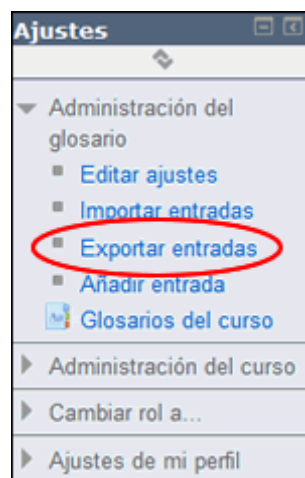 Ajustes
Administración del
glosario
Editar ajustes
Importar entradas
Exportar entradas
Añadir entrada
Glosarios del curso
Administración del curso
Cambiar rol a...
Ajustes de mi perfil